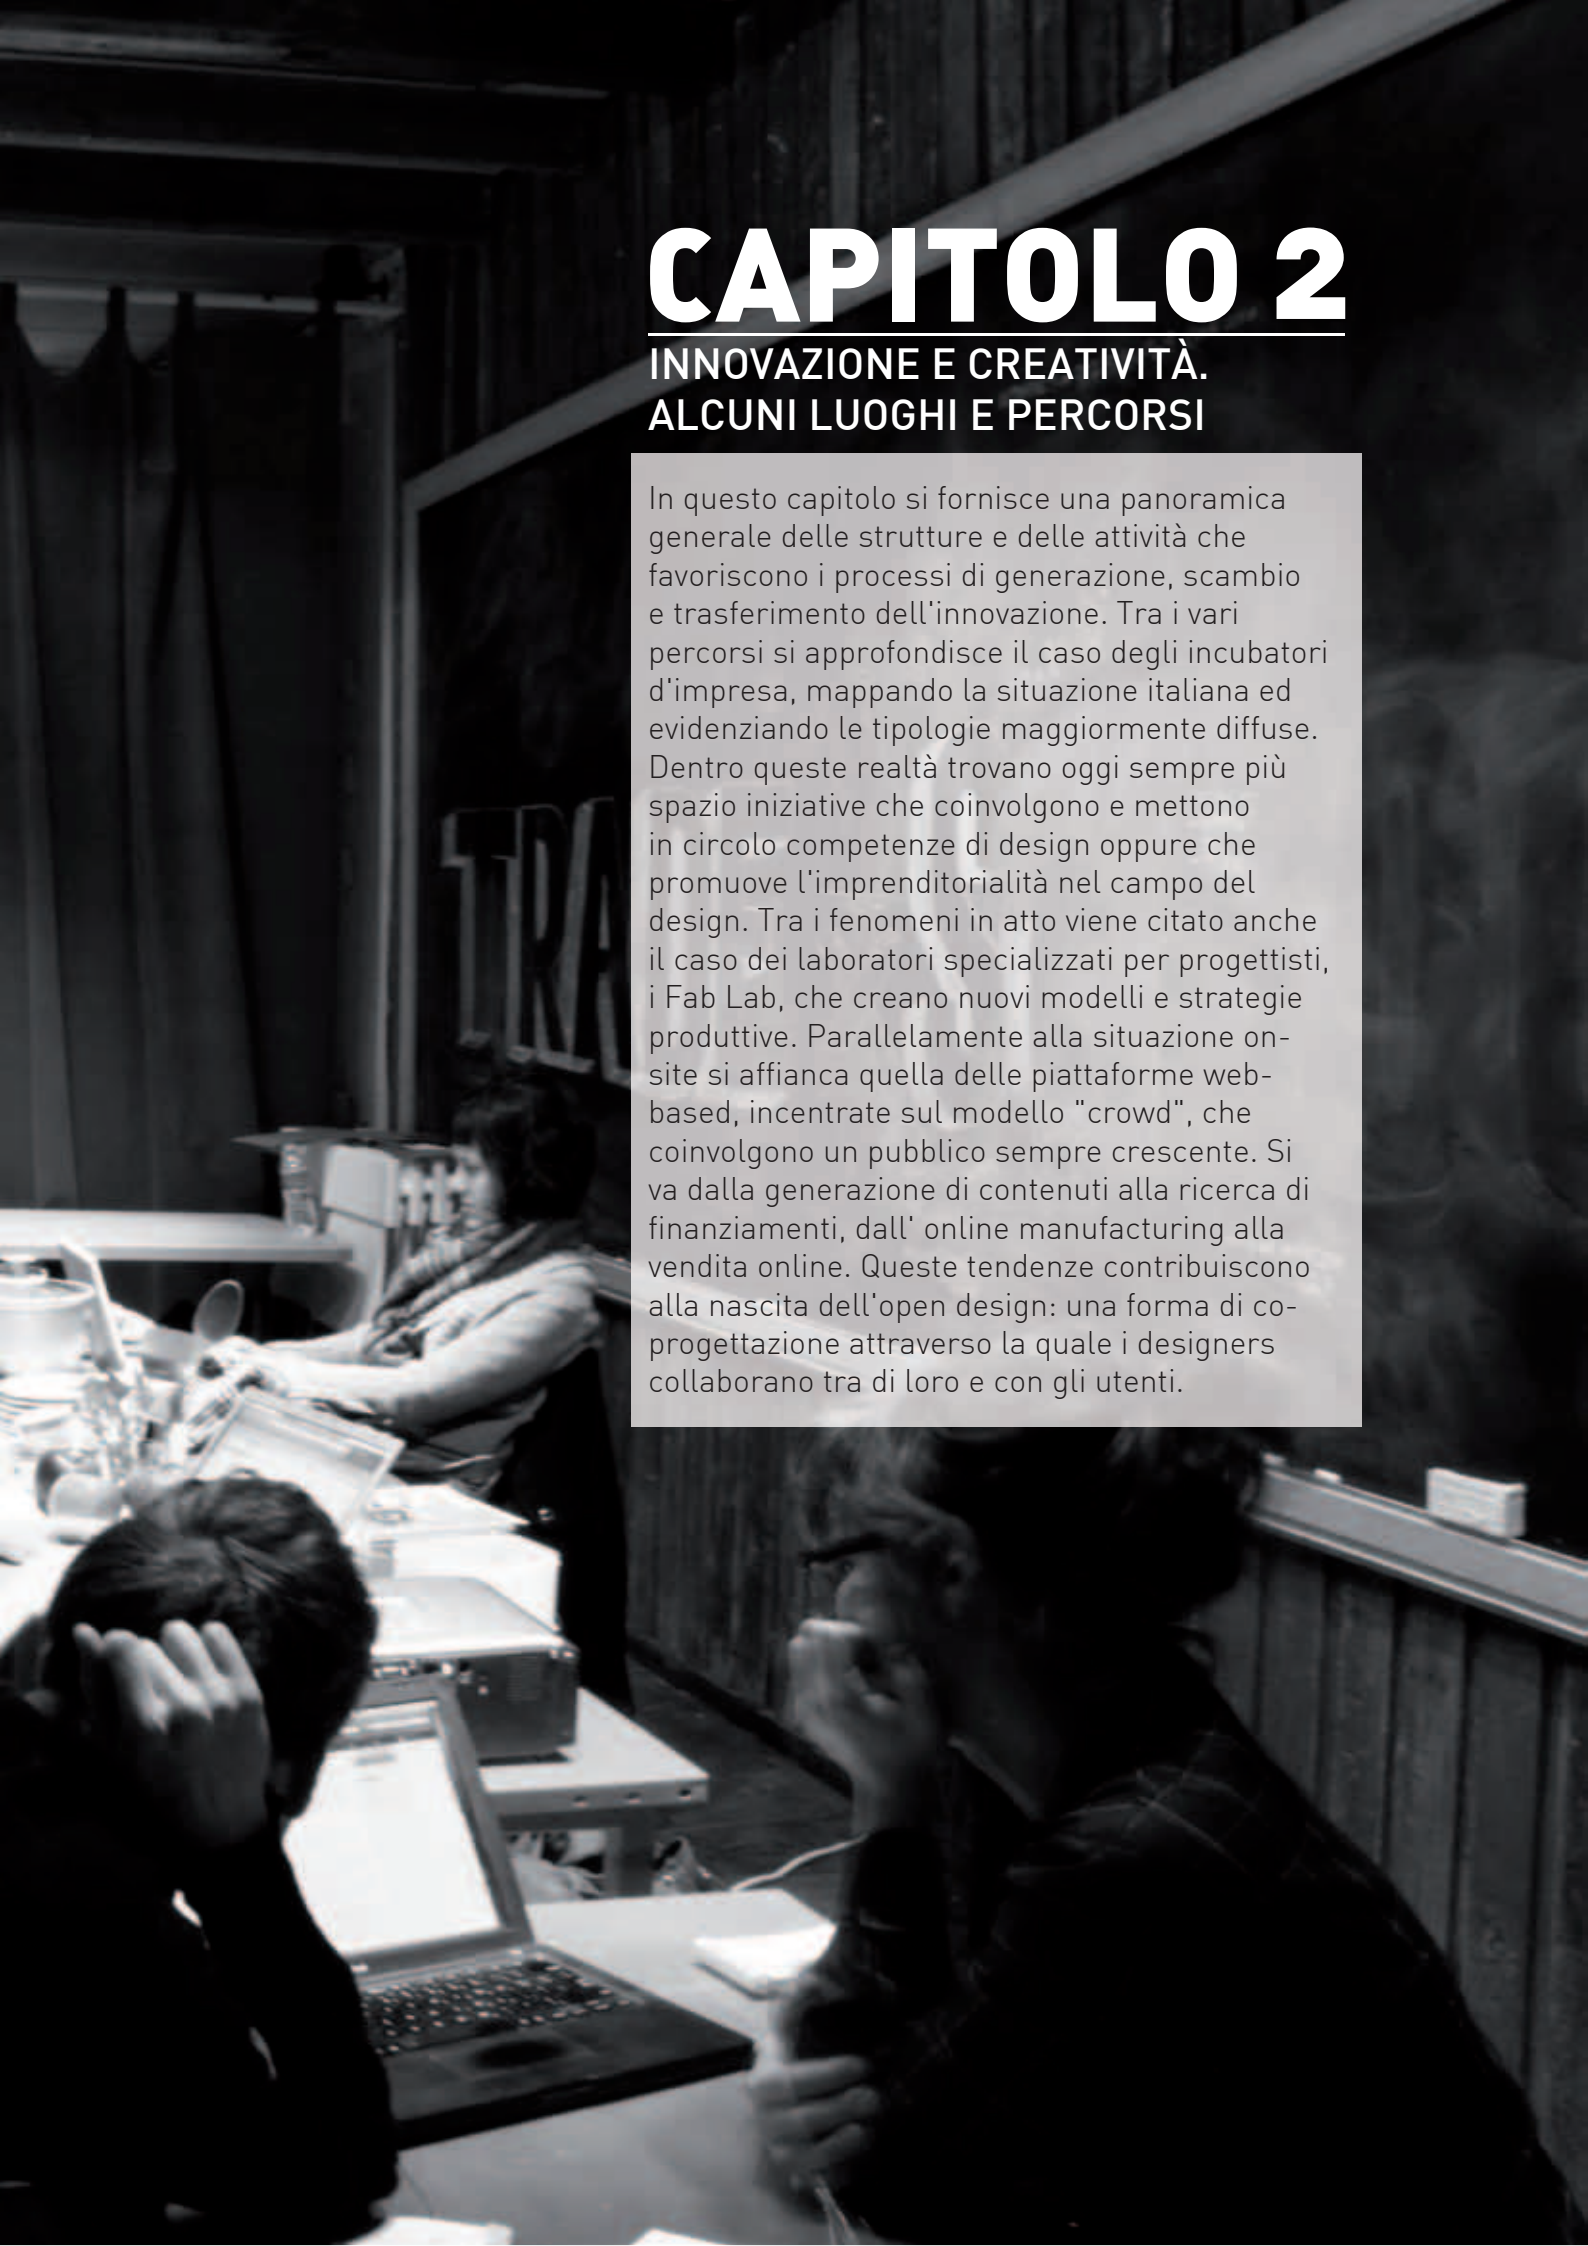 CAPITOLO 2
INNOVAZIONE E CREATIVITÀ.
ALCUNI LUOGHI E PERCORSI
In questo capitolo si fornisce una panoramica
generale delle strutture e delle attività che
favoriscono i processi di generazione, scambio
e trasferimento dell'innovazione. Tra i vari
percorsi si approfondisce il caso degli incubatori
d'impresa, mappando la situazione italiana ed
evidenziando le tipologie maggiormente diffuse.
Dentro queste realtà trovano oggi sempre più
spazio iniziative che coinvolgono e mettono
in circolo competenze di design oppure che
promuove l'imprenditorialità nel campo del
design. Tra i fenomeni in atto viene citato anche
il caso dei laboratori specializzati per progettisti,
i Fab Lab, che creano nuovi modelli e strategie
produttive. Parallelamente alla situazione on-
site si affianca quella delle piattaforme web-
based, incentrate sul modello "crowd", che
coinvolgono un pubblico sempre crescente. Si
va dalla generazione di contenuti alla ricerca di
finanziamenti, dall' online manufacturing alla
vendita online. Queste tendenze contribuiscono
alla nascita dell'open design: una forma di co-
progettazione attraverso la quale i designers
collaborano tra di loro e con gli utenti.